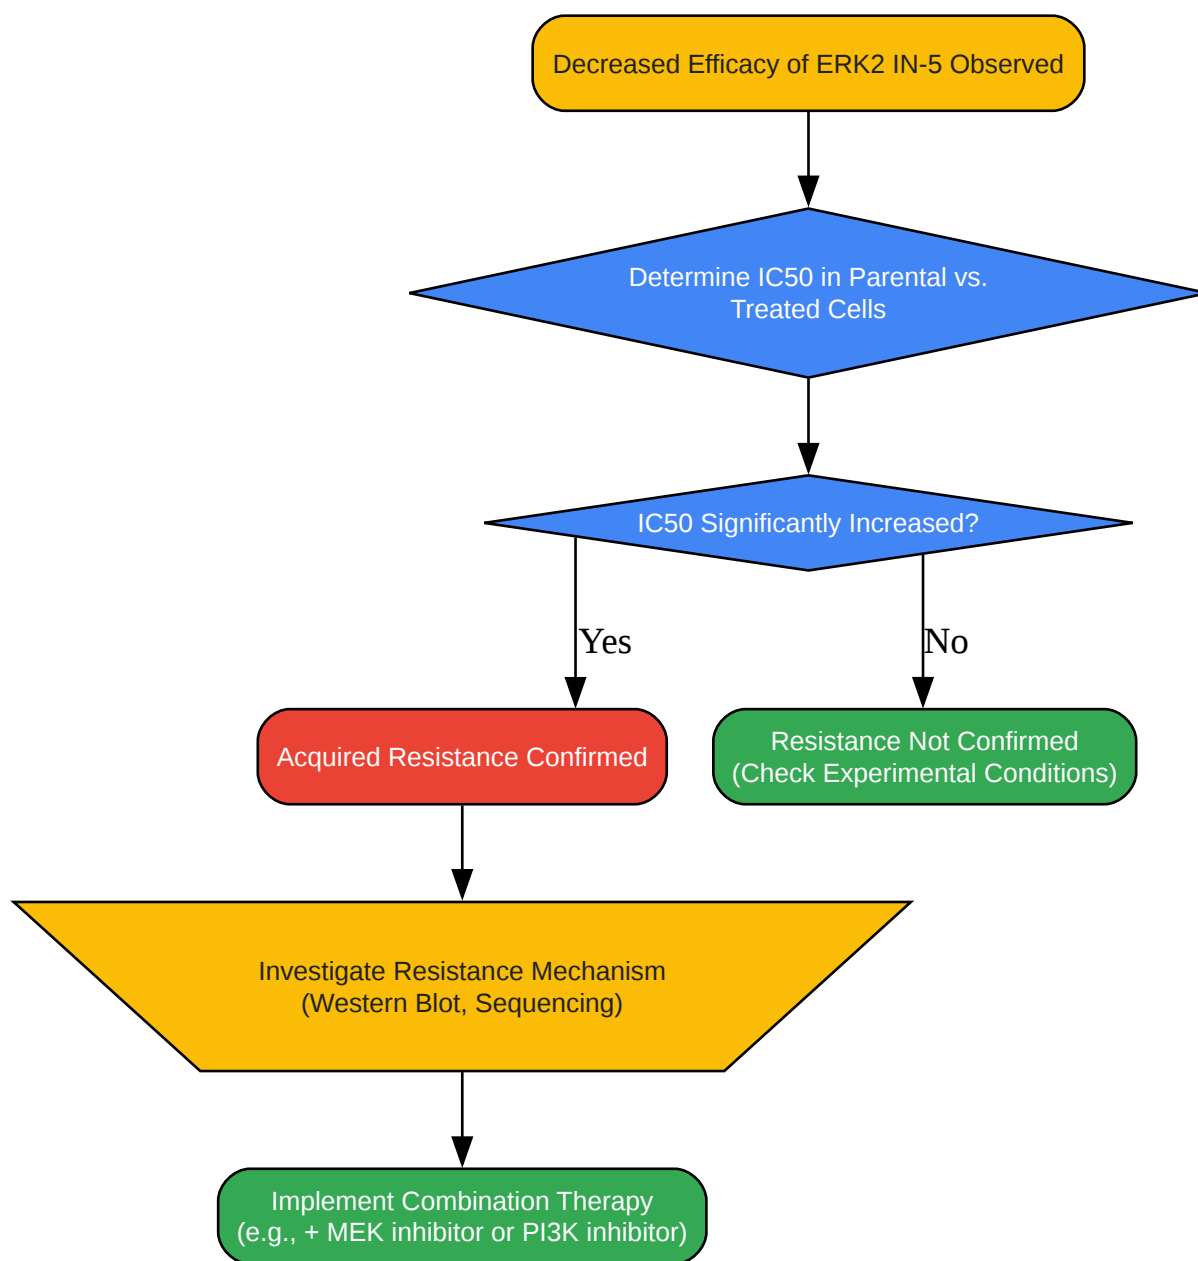 Decreased Efficacy of ERK2 IN-5 Observed
Determine IC50 in Parental vs.
Treated Cells
IC50 Significantly Increased?
Yes
No
Acquired Resistance Confirmed
Resistance Not Confirmed
(Check Experimental Conditions)
Investigate Resistance Mechanism
(Western Blot, Sequencing)
Implement Combination Therapy
(e.g., + MEK inhibitor or PI3K inhibitor)